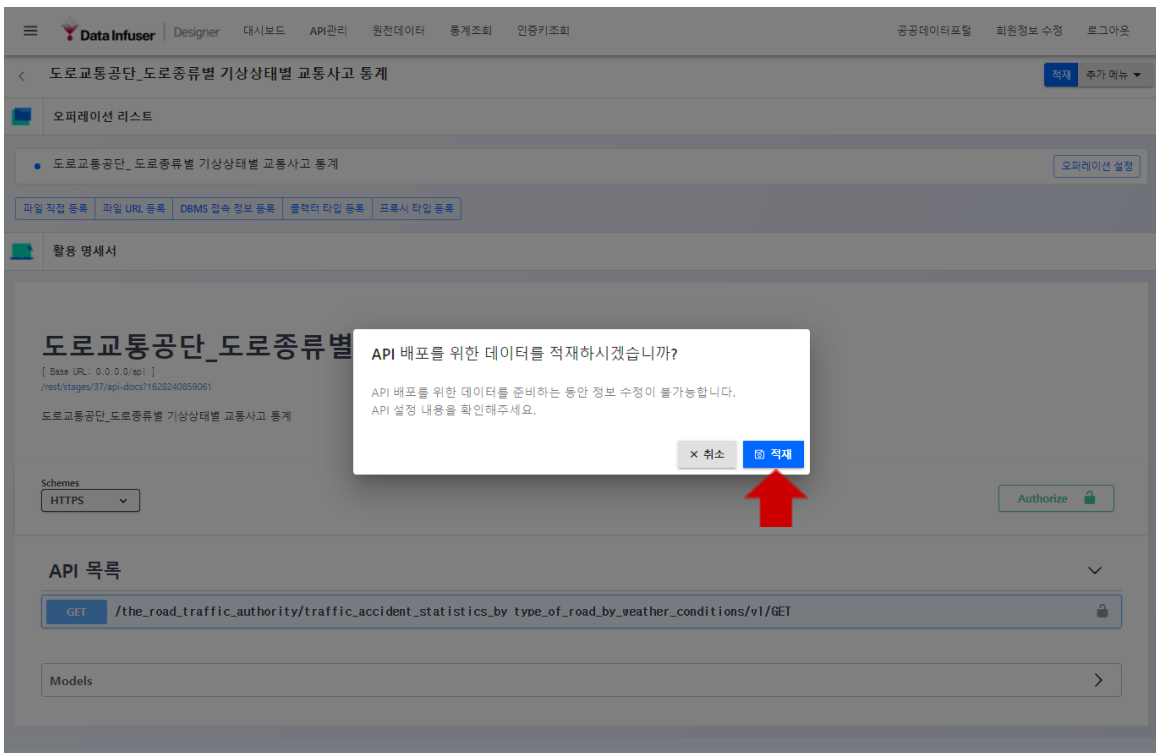 Data Infuser Designer 대시보드 API관리 원천데이터 통계조회 인증키조회 공공데이터포털 회원정보 수정 로그아웃
도로교통공단_도로종류별 기상상태별 교통사고 통계 적재 추가 메뉴
오퍼레이션 리스트
도로교통공단_ 도로종류별 기상상태별 교통사고 통계 오퍼레이션 설정
파일 직접 등록 파일 URL 등록 DBMS 접속 정보 등록 클렉터 타입 등록 프록시 타입 등록
활용 명세서
도로교통공단_도로종류별
[ Base URL: 0.0.0.0/api ]
/rest/stages/37/api-docs?1628240859061
도로교통공단_도로종류별 기상상태별 교통사고 통계
API 배포를 위한 데이터를 적재하시겠습니까?
API 배포를 위한 데이터를 준비하는 동안 정보 수정이 불가능합니다.
API 설정 내용을 확인해주세요.
× 취소 적재
Schemes
HTTPS
Authorize
API 목록
GET /the_road_traffic_authority/traffic_accident_statistics_by type_of_road_by_weather_conditions/v1/GET
Models